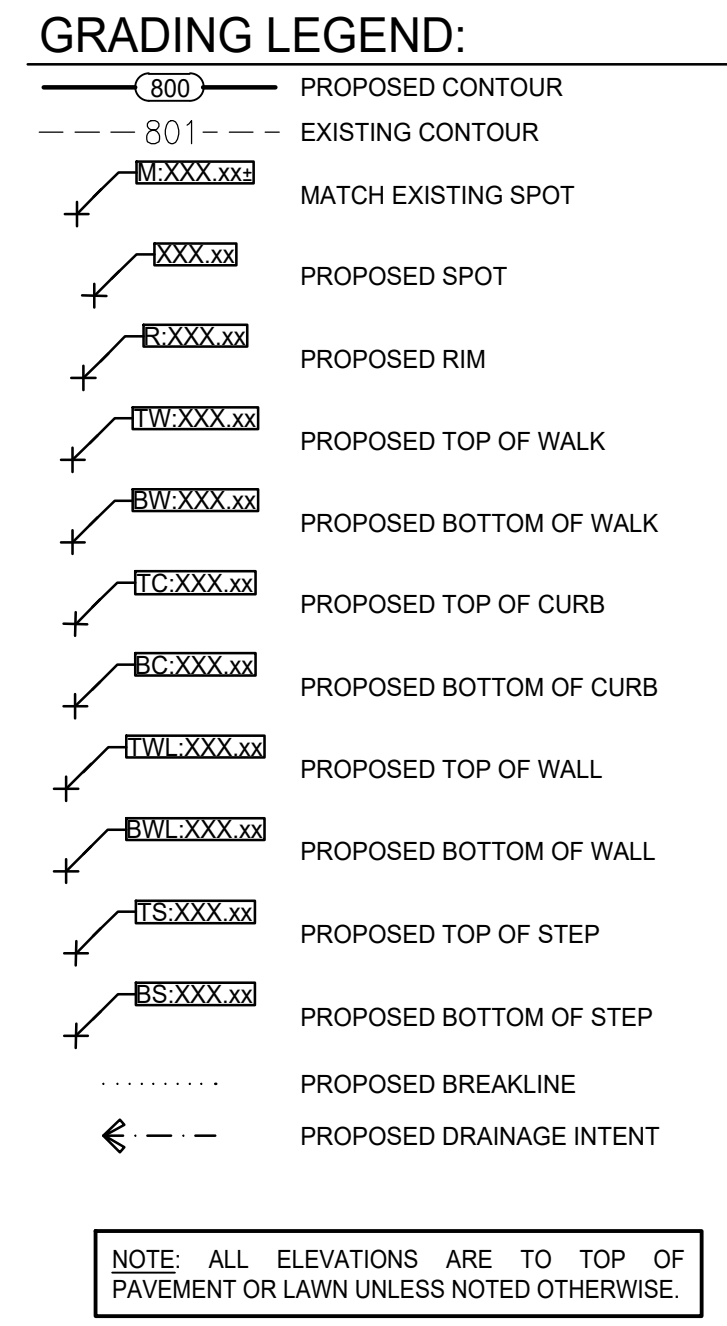 GRADING LEGEND:
800 PROPOSED CONTOUR
801 EXISTING CONTOUR
M:XXX.xx± MATCH EXISTING SPOT
XXX.xx PROPOSED SPOT
R:XXX.xx PROPOSED RIM
TW:XXX.xx PROPOSED TOP OF WALK
BW:XXX.xx PROPOSED BOTTOM OF WALK
TC:XXX.xx PROPOSED TOP OF CURB
BC:XXX.xx PROPOSED BOTTOM OF CURB
TWL:XXX.xx PROPOSED TOP OF WALL
BWL:XXX.xx PROPOSED BOTTOM OF WALL
TS:XXX.xx PROPOSED TOP OF STEP
BS:XXX.xx PROPOSED BOTTOM OF STEP
PROPOSED BREAKLINE
PROPOSED DRAINAGE INTENT
NOTE: ALL ELEVATIONS ARE TO TOP OF
PAVEMENT OR LAWN UNLESS NOTED OTHERWISE.